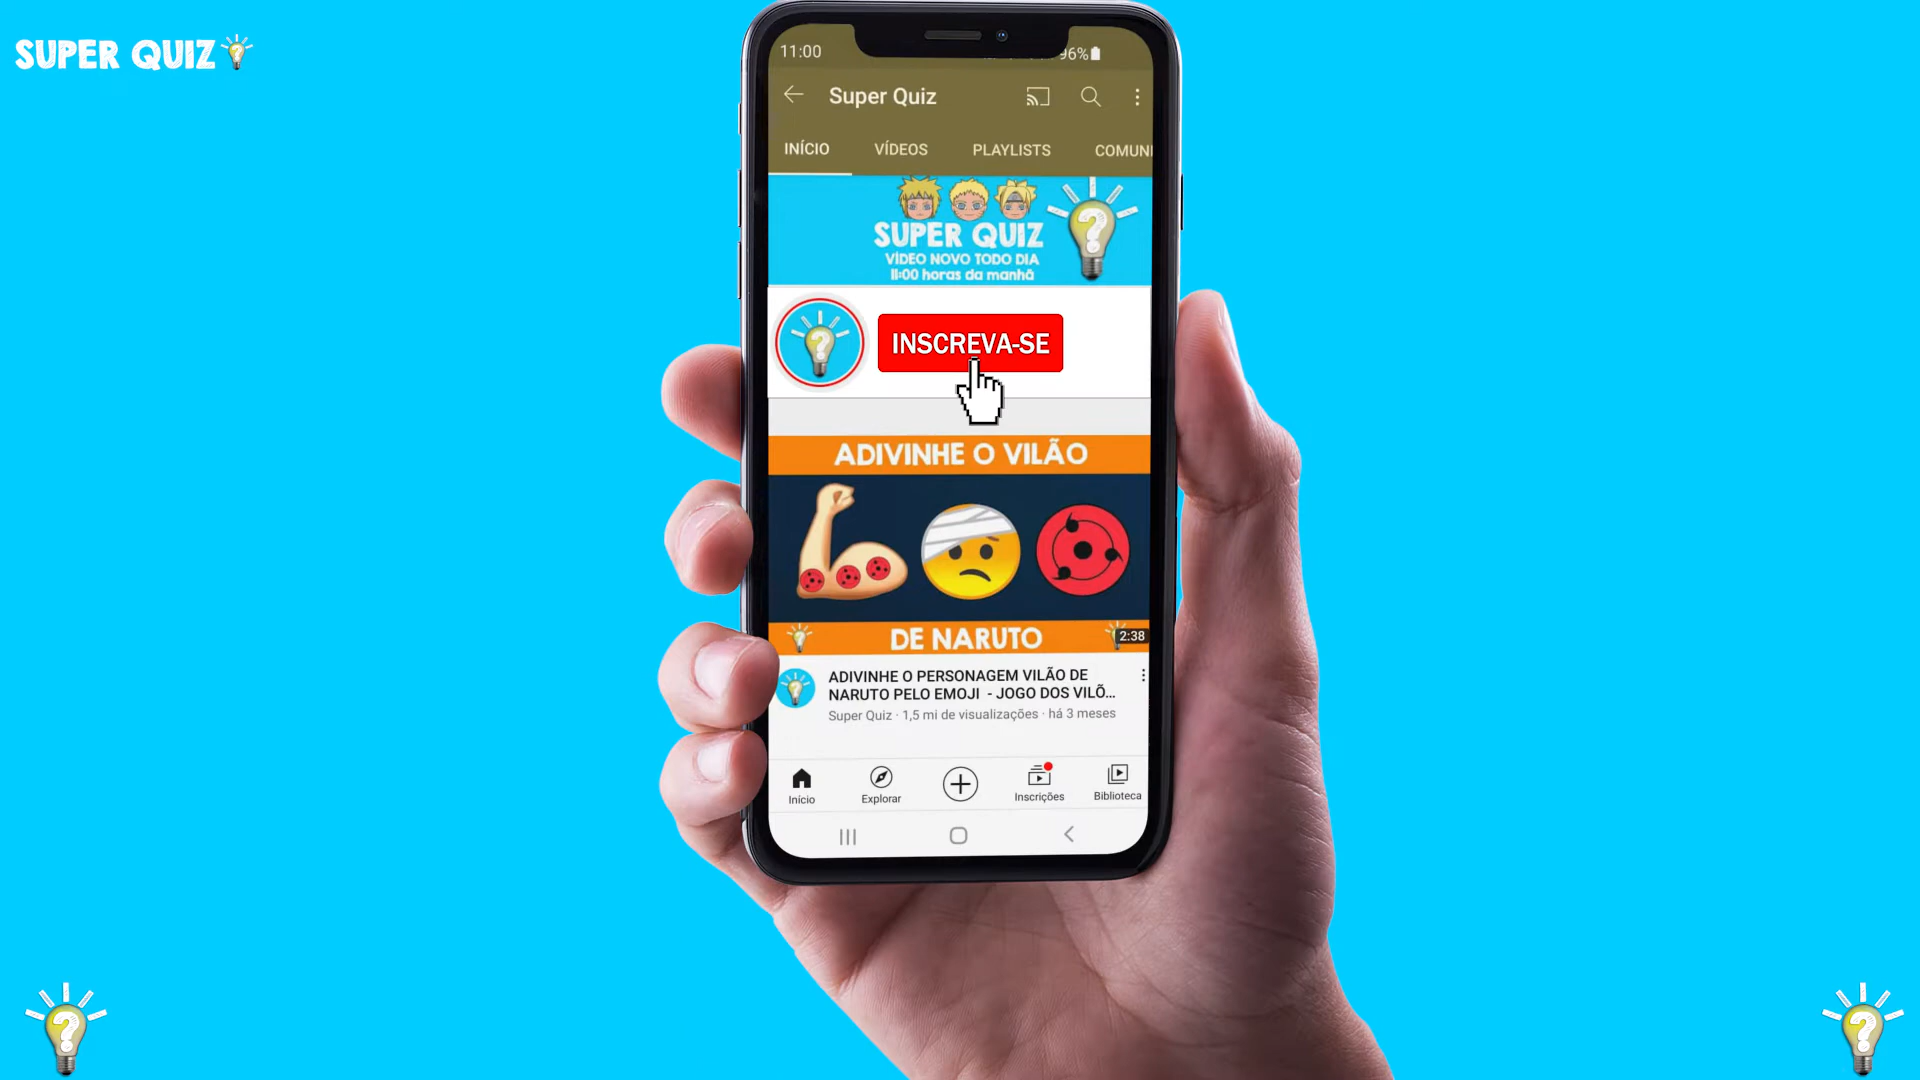 SUPER QUIZ
11:00
96%
Super Quiz
INÍCIO VÍDEOS PLAYLISTS COMUNI
SUPER QUIZ
VÍDEO NOVO TODO DIA
11:00 horas da manhã
INSCREVA-SE
ADIVINHE O VILÃO
DE NARUTO
2:38
ADIVINHE O PERSONAGEM VILÃO DE
NARUTO PELO EMOJI - JOGO DOS VILÕ...
Super Quiz · 1,5 mi de visualizações · há 3 meses
Início Explorar Inscrições Biblioteca